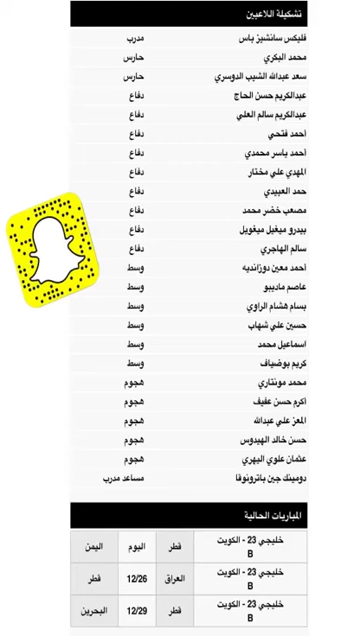 تشكيلة اللاعبين
فليكس سانشيز باس مدرب
محمد البكري حارس
سعد عبدالله الشيب الدوسري حارس
عبدالكريم حسن الحاج دفاع
عبدالكريم سالم العلي دفاع
أحمد فتحي دفاع
أحمد ياسر محمدي دفاع
المهدي علي مختار دفاع
حمد العبيدي دفاع
مصعب خضر محمد دفاع
بيدرو ميغيل ميغويل دفاع
سالم الهاجري دفاع
أحمد معين دوزانديه وسط
عاصم ماديبو وسط
بسام هشام الراوي وسط
حسين علي شهاب وسط
اسماعيل محمد وسط
كريم بوضياف وسط
محمد مونتاري هجوم
أكرم حسن عفيف هجوم
المعز علي عبدالله هجوم
حسن خالد الهيدوس هجوم
عثمان علوي اليهري هجوم
دومينك جين باترونوفا مساعد مدرب
المباريات الحالية
خليجي 23 - الكويت B قطر اليوم اليمن
خليجي 23 - الكويت B العراق 12/26 قطر
خليجي 23 - الكويت B قطر 12/29 البحرين